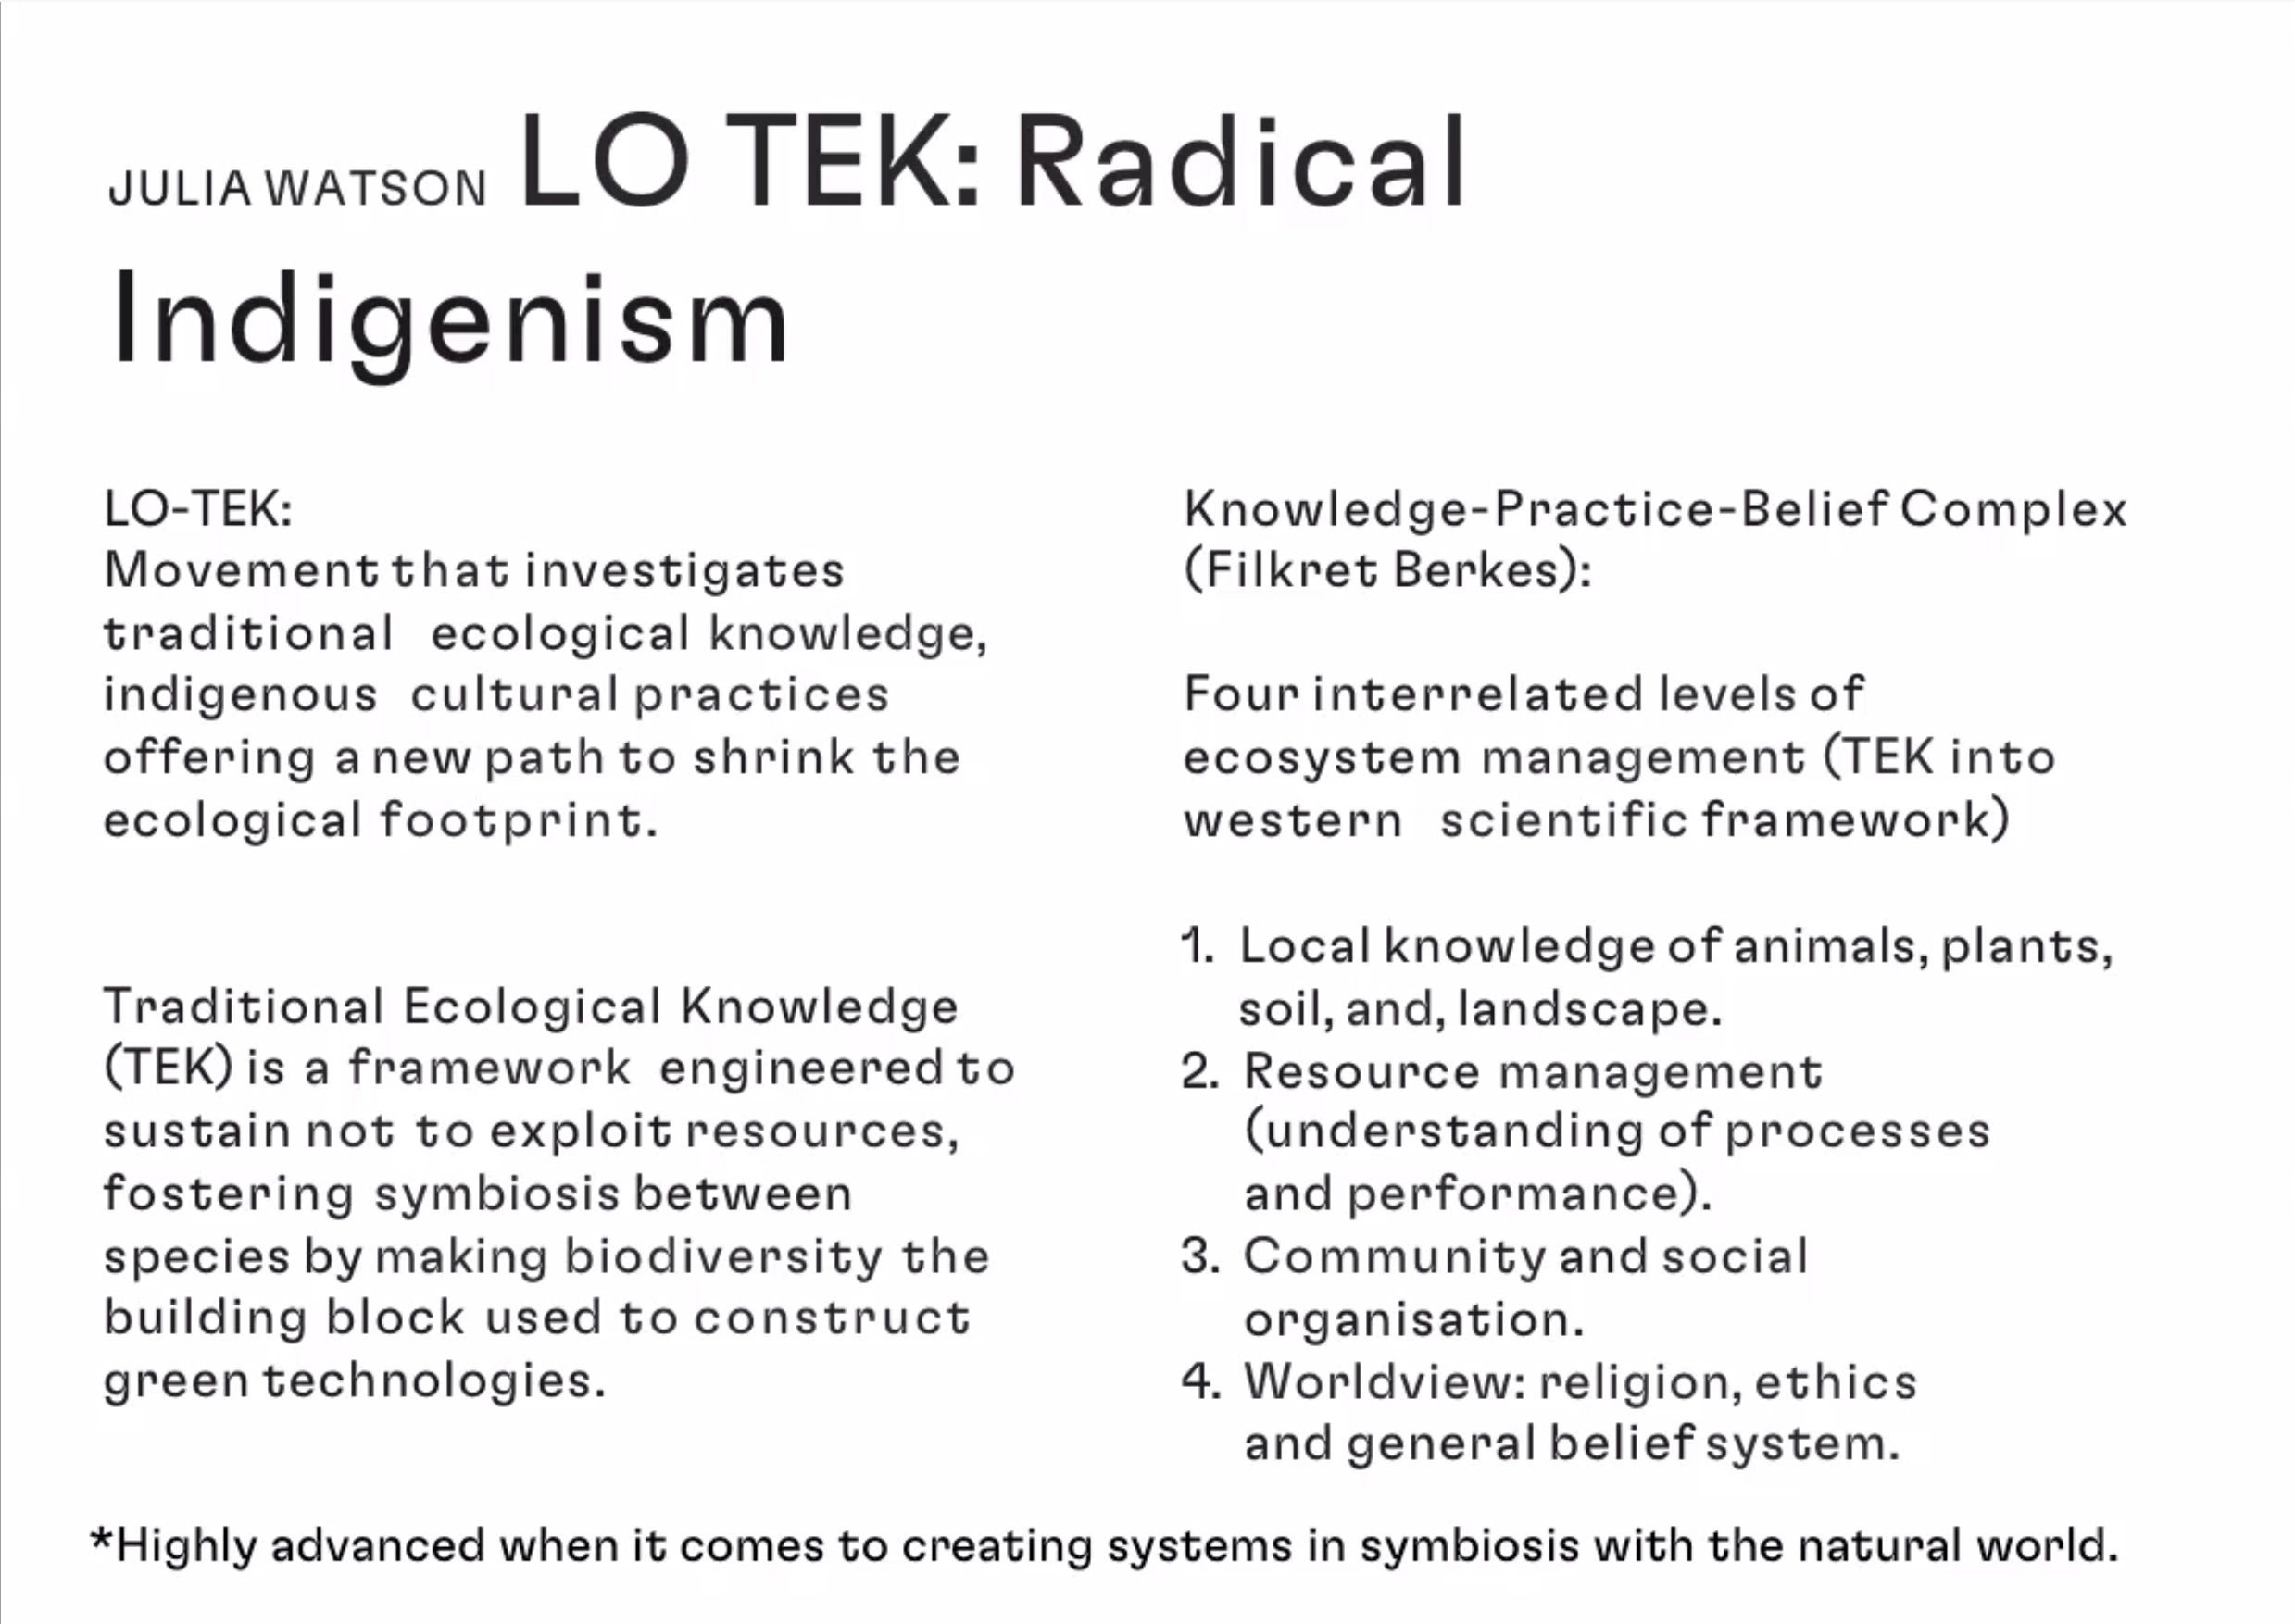 JULIA WATSON LO TEK: Radical
Indigenism
LO-TEK:
Movement that investigates
traditional ecological knowledge,
indigenous cultural practices
offering a new path to shrink the
ecological footprint.
Traditional Ecological Knowledge
(TEK) is a framework engineered to
sustain not to exploit resources,
fostering symbiosis between
species by making biodiversity the
building block used to construct
green technologies.
Knowledge-Practice-Belief Complex
(Filkret Berkes):
Four interrelated levels of
ecosystem management (TEK into
western scientific framework)
1. Local knowledge of animals, plants,
soil, and, landscape.
2. Resource management
(understanding of processes
and performance).
3. Community and social
organisation.
4. Worldview: religion, ethics
and general belief system.
*Highly advanced when it comes to creating systems in symbiosis with the natural world.